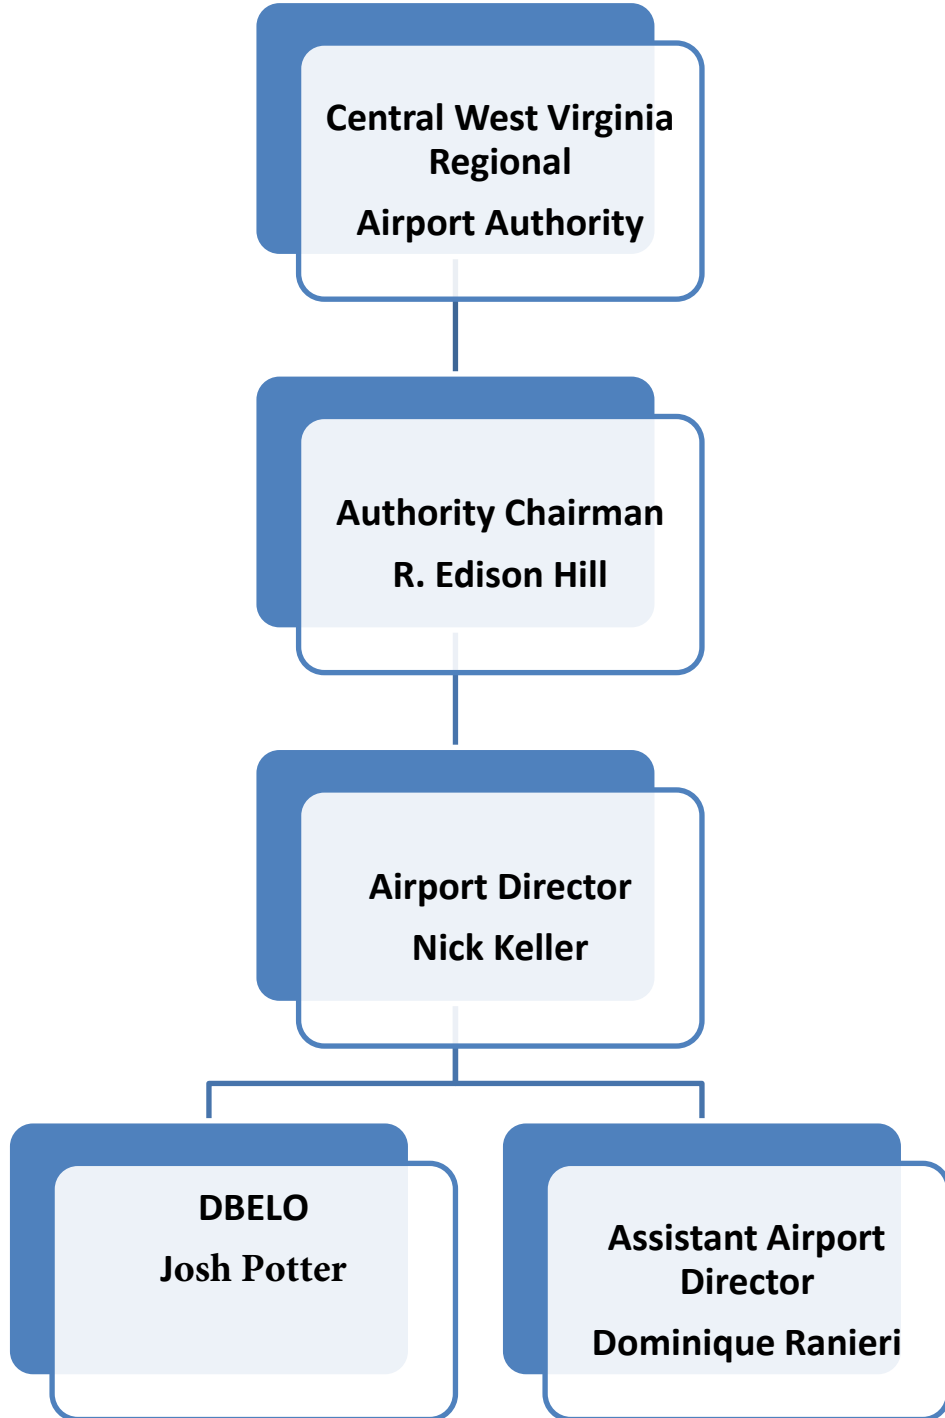 Central West Virginia
Regional
Airport Authority
Authority Chairman
R. Edison Hill
Airport Director
Nick Keller
DBELO
Josh Potter
Assistant Airport
Director
Dominique Ranieri